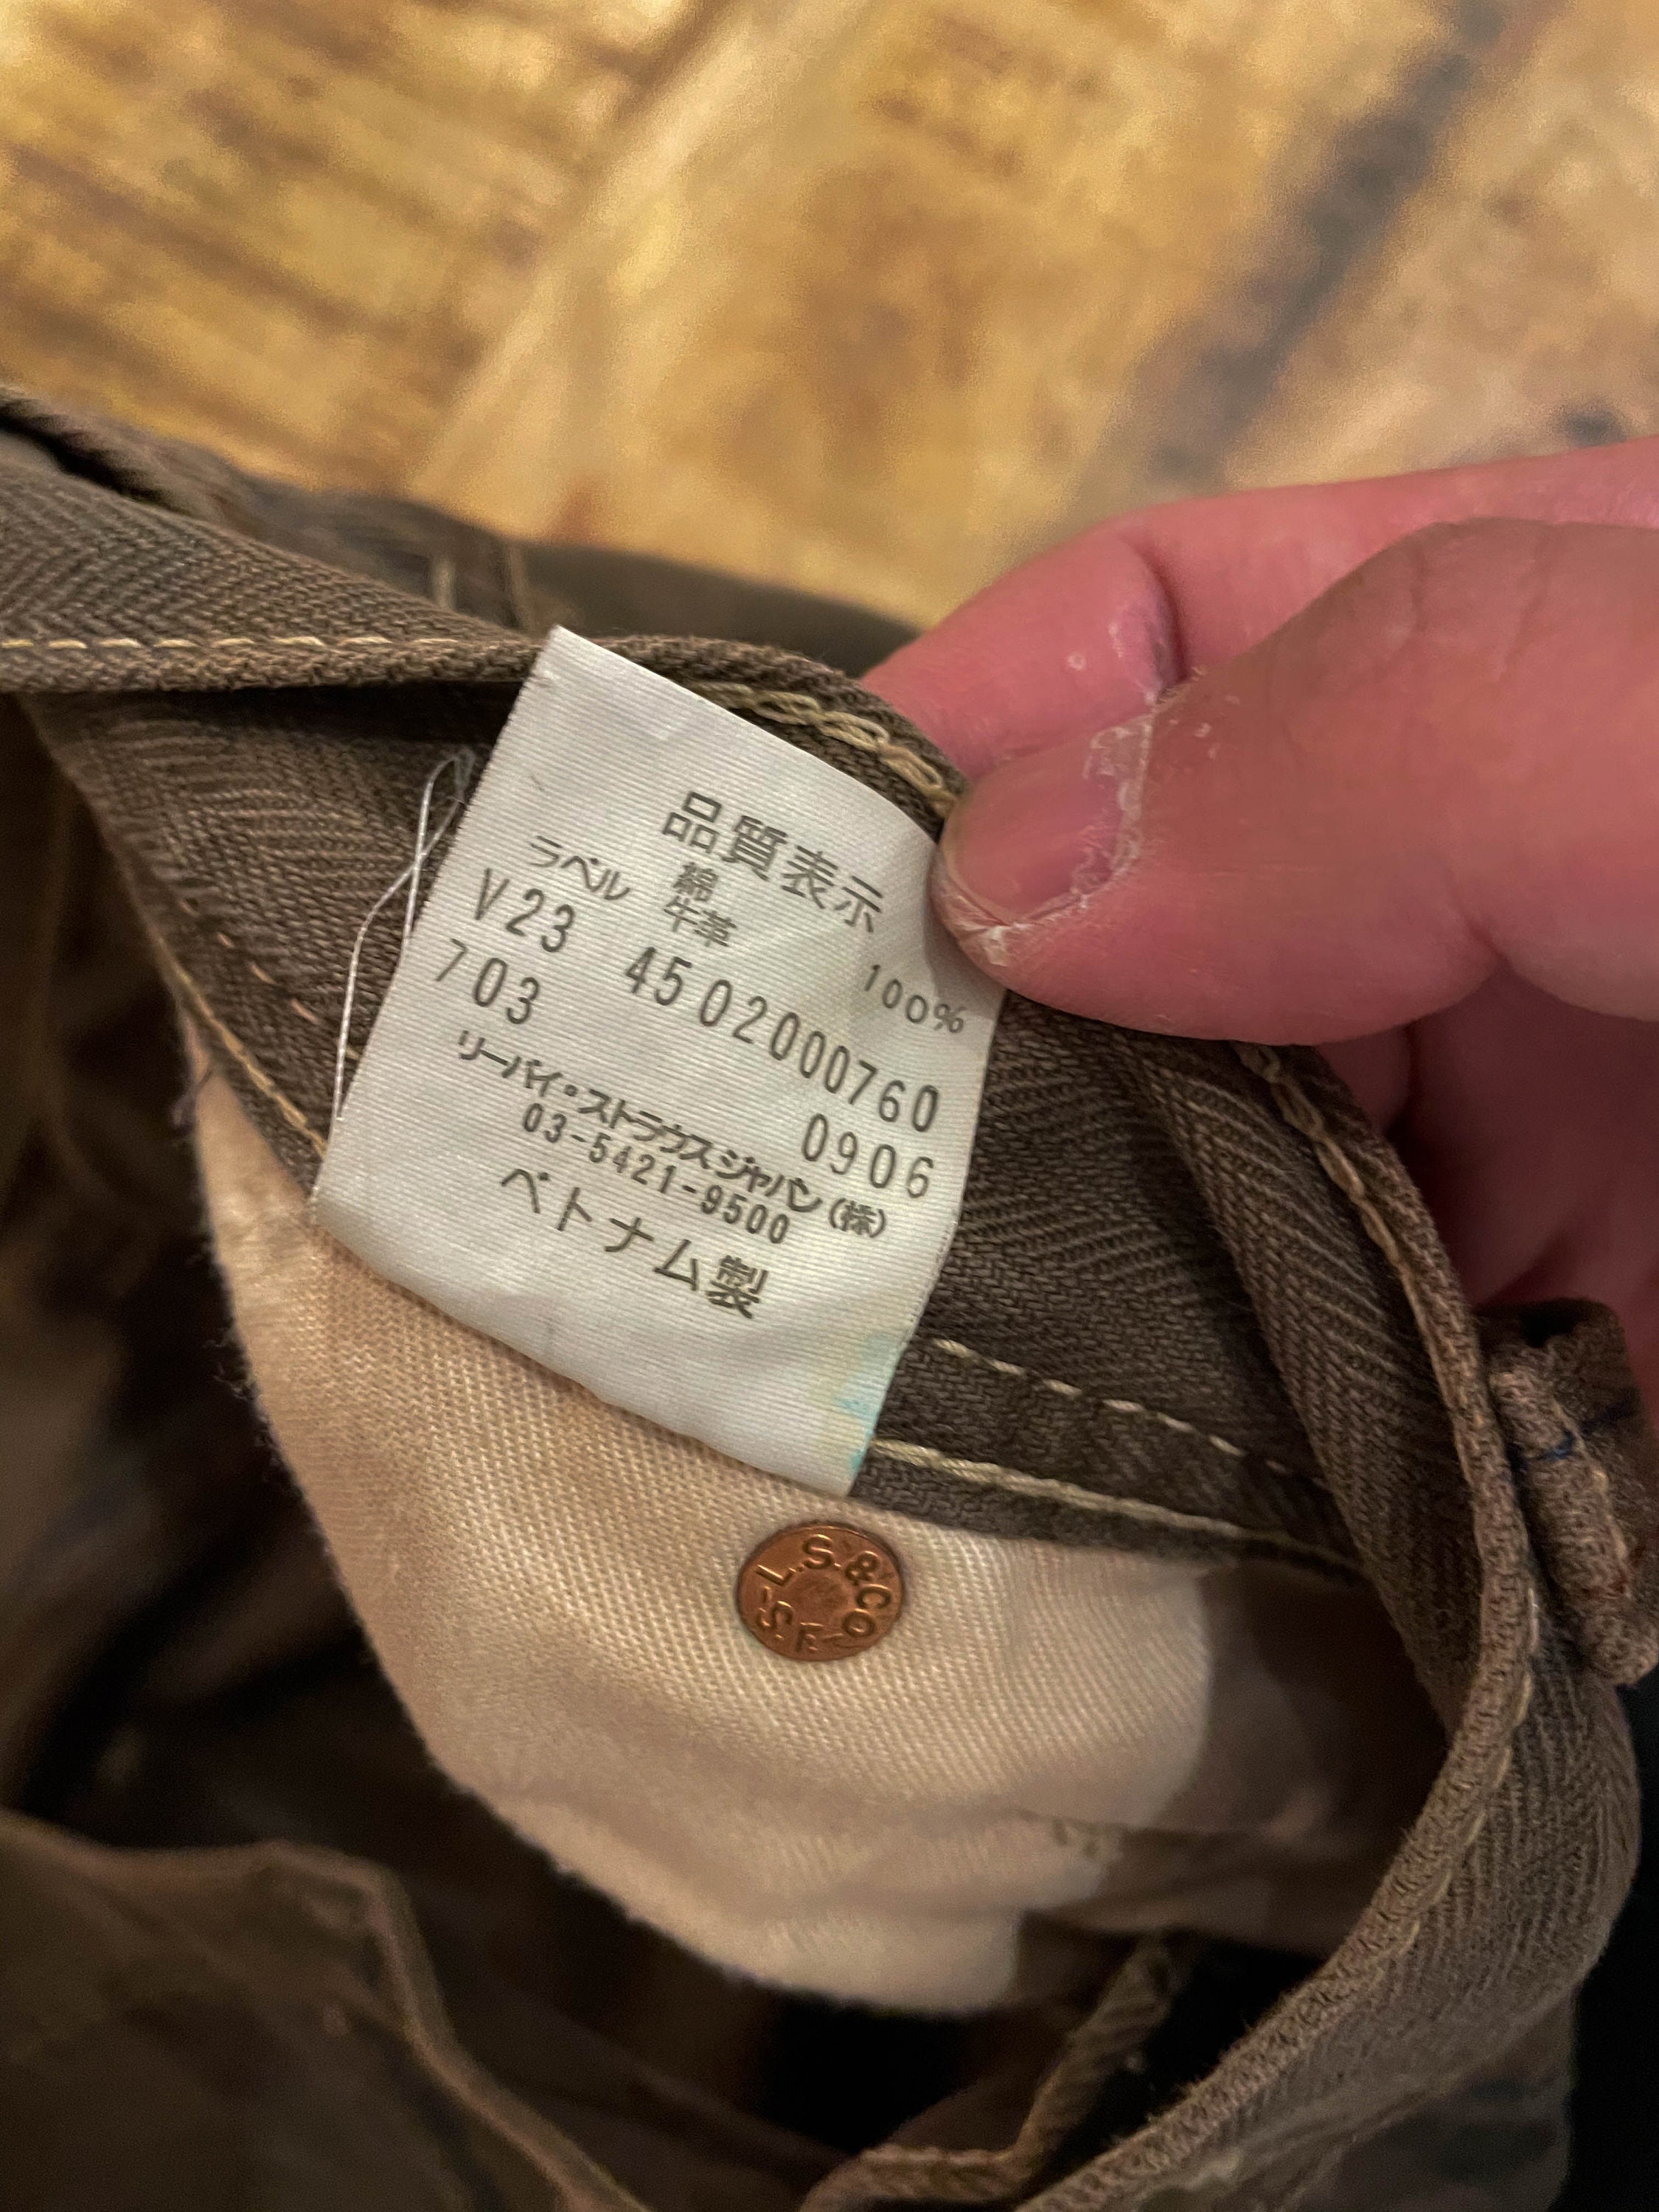 品質表示
綿 100%
ラベル 牛革
V23 4502000760
703 0906
リーバイ・ストラウスジャパン(株)
03-5421-9500
ベトナム製
L.S.&CO
-S.F.-